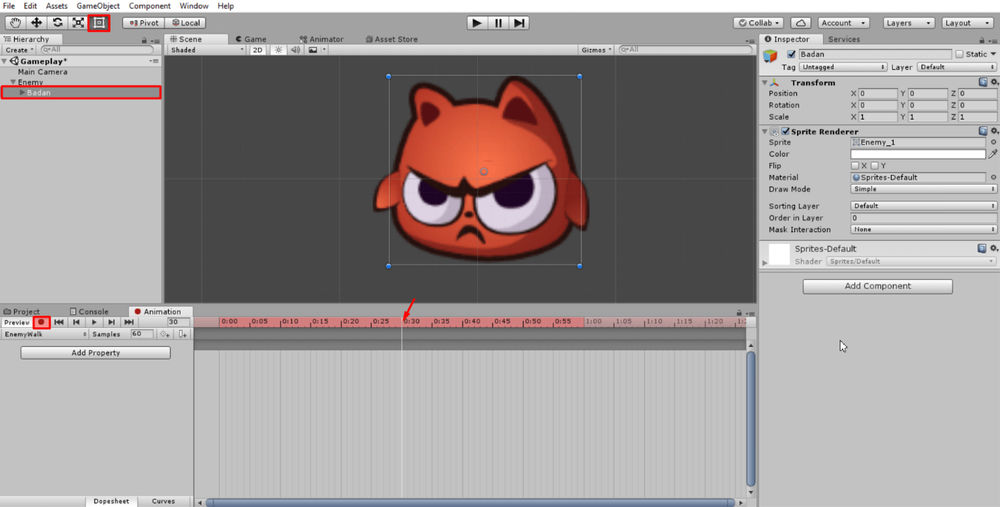 File Edit Assets GameObject Component Window Help
Pivot Local Collab Account Layers Layout
Hierarchy
Create All
Gameplay*
Main Camera
Enemy
Badan
Scene Game Animator Asset Store
Shaded 2D Gizmos All
Inspector Services
Badan Static
Tag Untagged Layer Default
Transform
Position X 0 Y 0 Z 0
Rotation X 0 Y 0 Z 0
Scale X 1 Y 1 Z 1
Sprite Renderer
Sprite Enemy_1
Color
Flip X Y
Material Sprites-Default
Draw Mode Simple
Sorting Layer Default
Order in Layer 0
Mask Interaction None
Sprites-Default
Shader Sprites/Default
Add Component
Project Console Animation
Preview 30 0:00 0:05 0:10 0:15 0:20 0:25 0:30 0:35 0:40 0:45 0:50 0:55 1:00 1:05 1:10 1:15 1:20
EnemyWalk Samples 60
Add Property
Dopesheet Curves